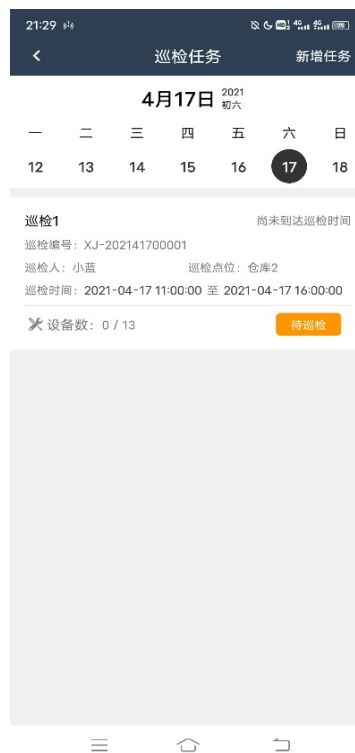 21:29
巡检任务 新增任务
4月17日 2021 初六
一 二 三 四 五 六 日
12 13 14 15 16 17 18
巡检1 尚未到达巡检时间
巡检编号: XJ-202141700001
巡检人: 小蓝 巡检点位: 仓库2
巡检时间: 2021-04-17 11:00:00 至 2021-04-17 16:00:00
设备数: 0 / 13 待巡检